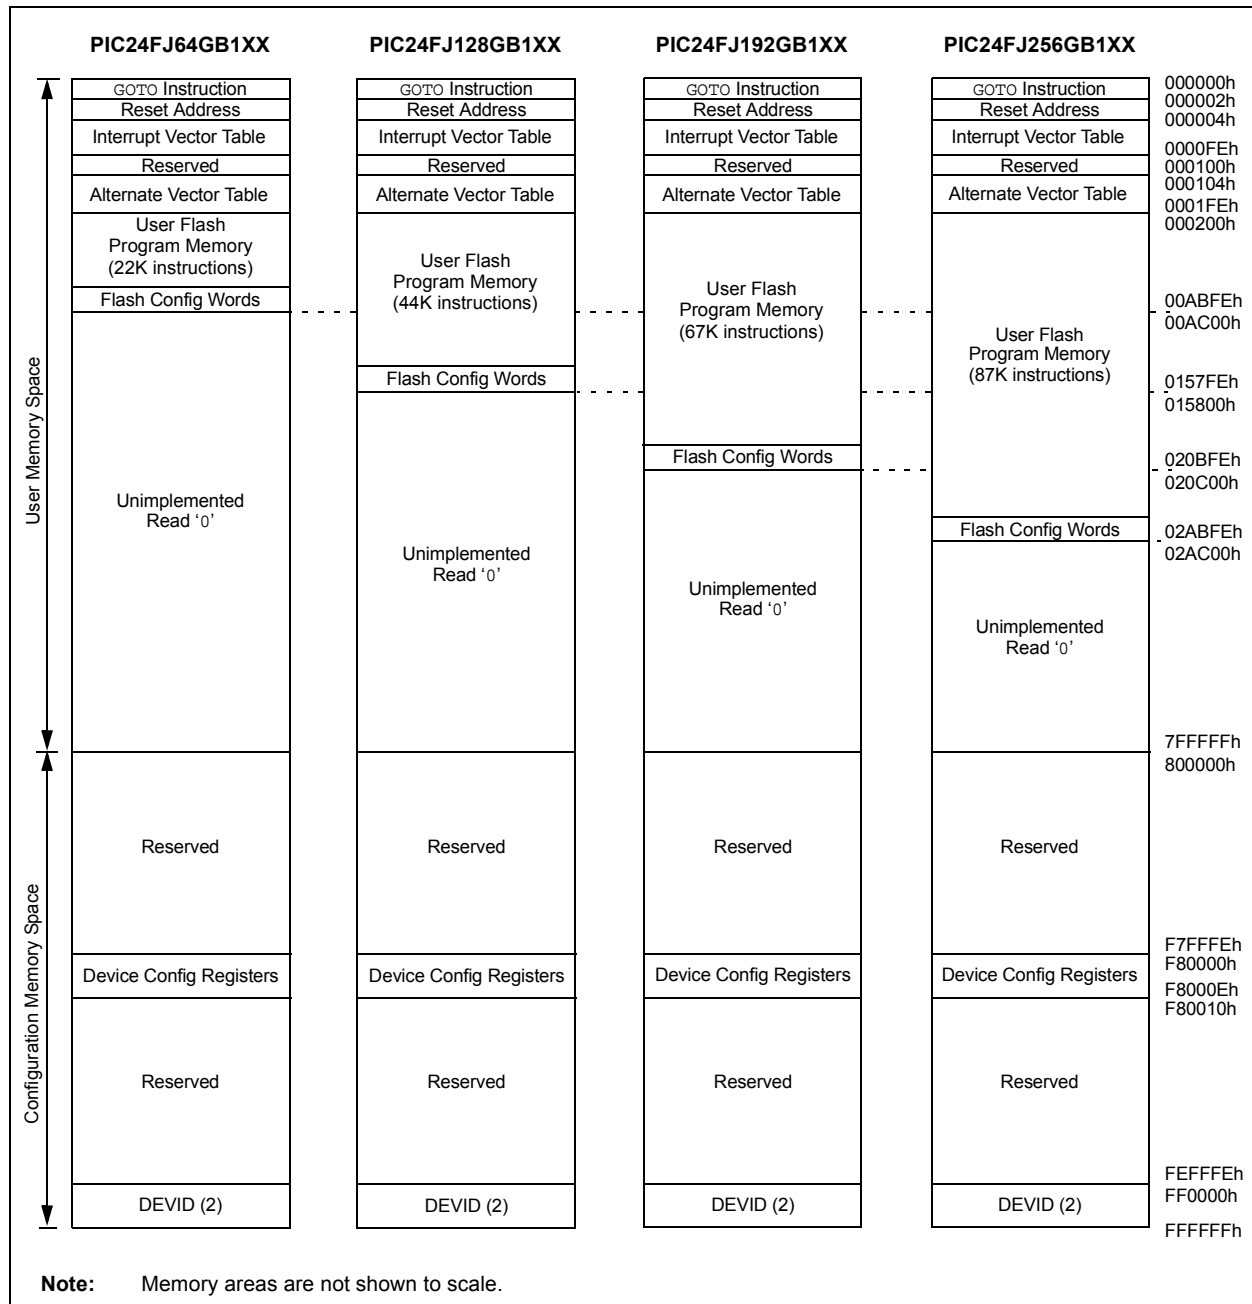 PIC24FJ64GB1XX PIC24FJ128GB1XX PIC24FJ192GB1XX PIC24FJ256GB1XX
User Memory Space
Configuration Memory Space
GOTO Instruction
Reset Address
Interrupt Vector Table
Reserved
Alternate Vector Table
User Flash
Program Memory
(22K instructions)
Flash Config Words
Unimplemented
Read ‘0’
Reserved
Device Config Registers
Reserved
DEVID (2)
GOTO Instruction
Reset Address
Interrupt Vector Table
Reserved
Alternate Vector Table
User Flash
Program Memory
(44K instructions)
Flash Config Words
Unimplemented
Read ‘0’
Reserved
Device Config Registers
Reserved
DEVID (2)
GOTO Instruction
Reset Address
Interrupt Vector Table
Reserved
Alternate Vector Table
User Flash
Program Memory
(67K instructions)
Flash Config Words
Unimplemented
Read ‘0’
Reserved
Device Config Registers
Reserved
DEVID (2)
GOTO Instruction
Reset Address
Interrupt Vector Table
Reserved
Alternate Vector Table
User Flash
Program Memory
(87K instructions)
Flash Config Words
Unimplemented
Read ‘0’
Reserved
Device Config Registers
Reserved
DEVID (2)
000000h
000002h
000004h
0000FEh
000100h
000104h
0001FEh
000200h
00ABFEh
00AC00h
0157FEh
015800h
020BFEh
020C00h
02ABFEh
02AC00h
7FFFFFh
800000h
F7FFFEh
F80000h
F8000Eh
F80010h
FEFFFEh
FF0000h
FFFFFFh
Note: Memory areas are not shown to scale.